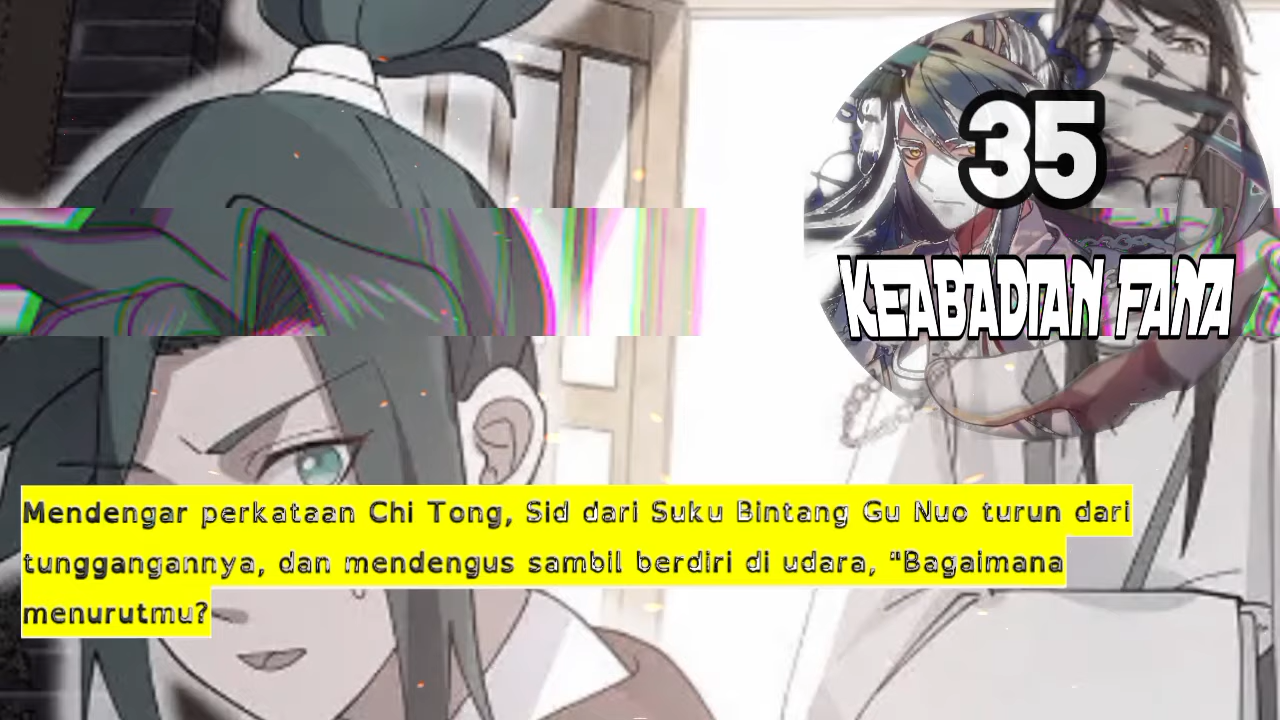 35
KEABADIAN FANA
Mendengar perkataan Chi Tong, Sid dari Suku Bintang Gu Nuo turun dari
tunggangannya, dan mendengus sambil berdiri di udara, "Bagaimana
menurutmu?